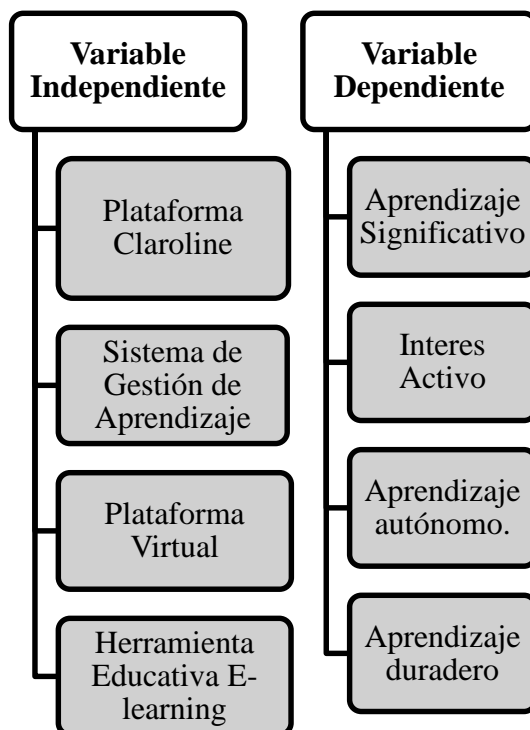 Variable
Independiente
Plataforma
Claroline
Sistema de
Gestión de
Aprendizaje
Plataforma
Virtual
Herramienta
Educativa E-
learning
Variable
Dependiente
Aprendizaje
Significativo
Interes
Activo
Aprendizaje
autónomo.
Aprendizaje
duradero